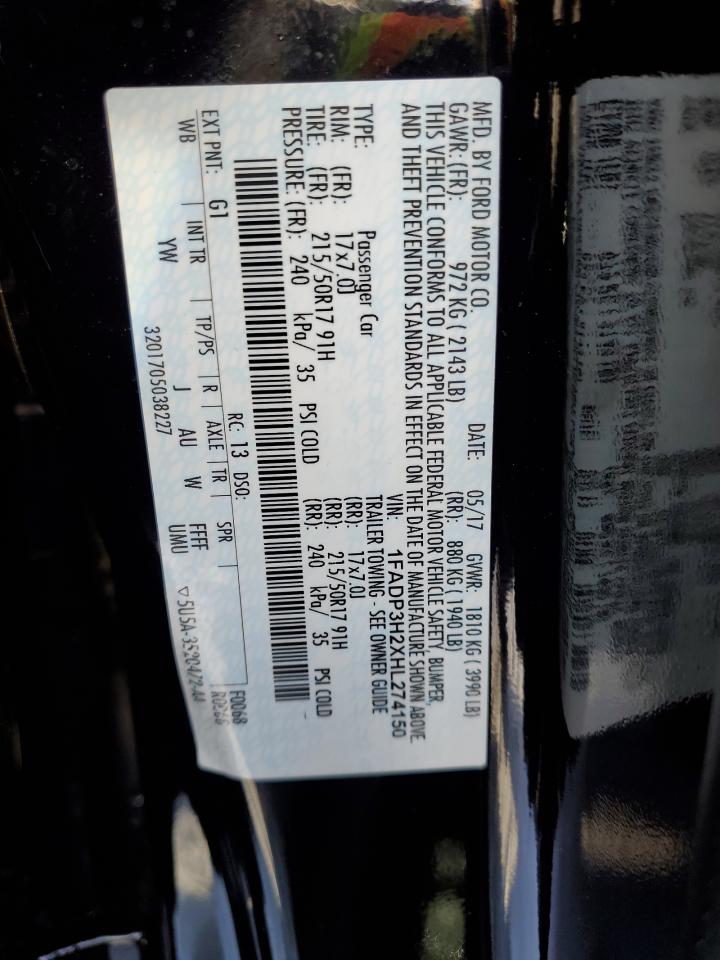 MFD. BY FORD MOTOR CO.
DATE: 05/17 GVWR: 1810 KG ( 3990 LB)
GAWR: (FR): 972 KG ( 2143 LB) (RR): 880 KG ( 1940 LB)
THIS VEHICLE CONFORMS TO ALL APPLICABLE FEDERAL MOTOR VEHICLE SAFETY, BUMPER,
AND THEFT PREVENTION STANDARDS IN EFFECT ON THE DATE OF MANUFACTURE SHOWN ABOVE.
VIN: 1FADP3H2XHL274150
TYPE: Passenger Car TRAILER TOWING - SEE OWNER GUIDE
RIM: (FR): 17x7.0J (RR): 17x7.0J
TIRE: (FR): 215/50R17 91H (RR): 215/50R17 91H
PRESSURE: (FR): 240 kPa/ 35 PSI COLD (RR): 240 kPa/ 35 PSI COLD
EXT PNT: G1 RC: 13 DSO: F0068
WB INT TR TP/PS R AXLE TR SPR
YW J AU W FFFF
3201705038227 UMU